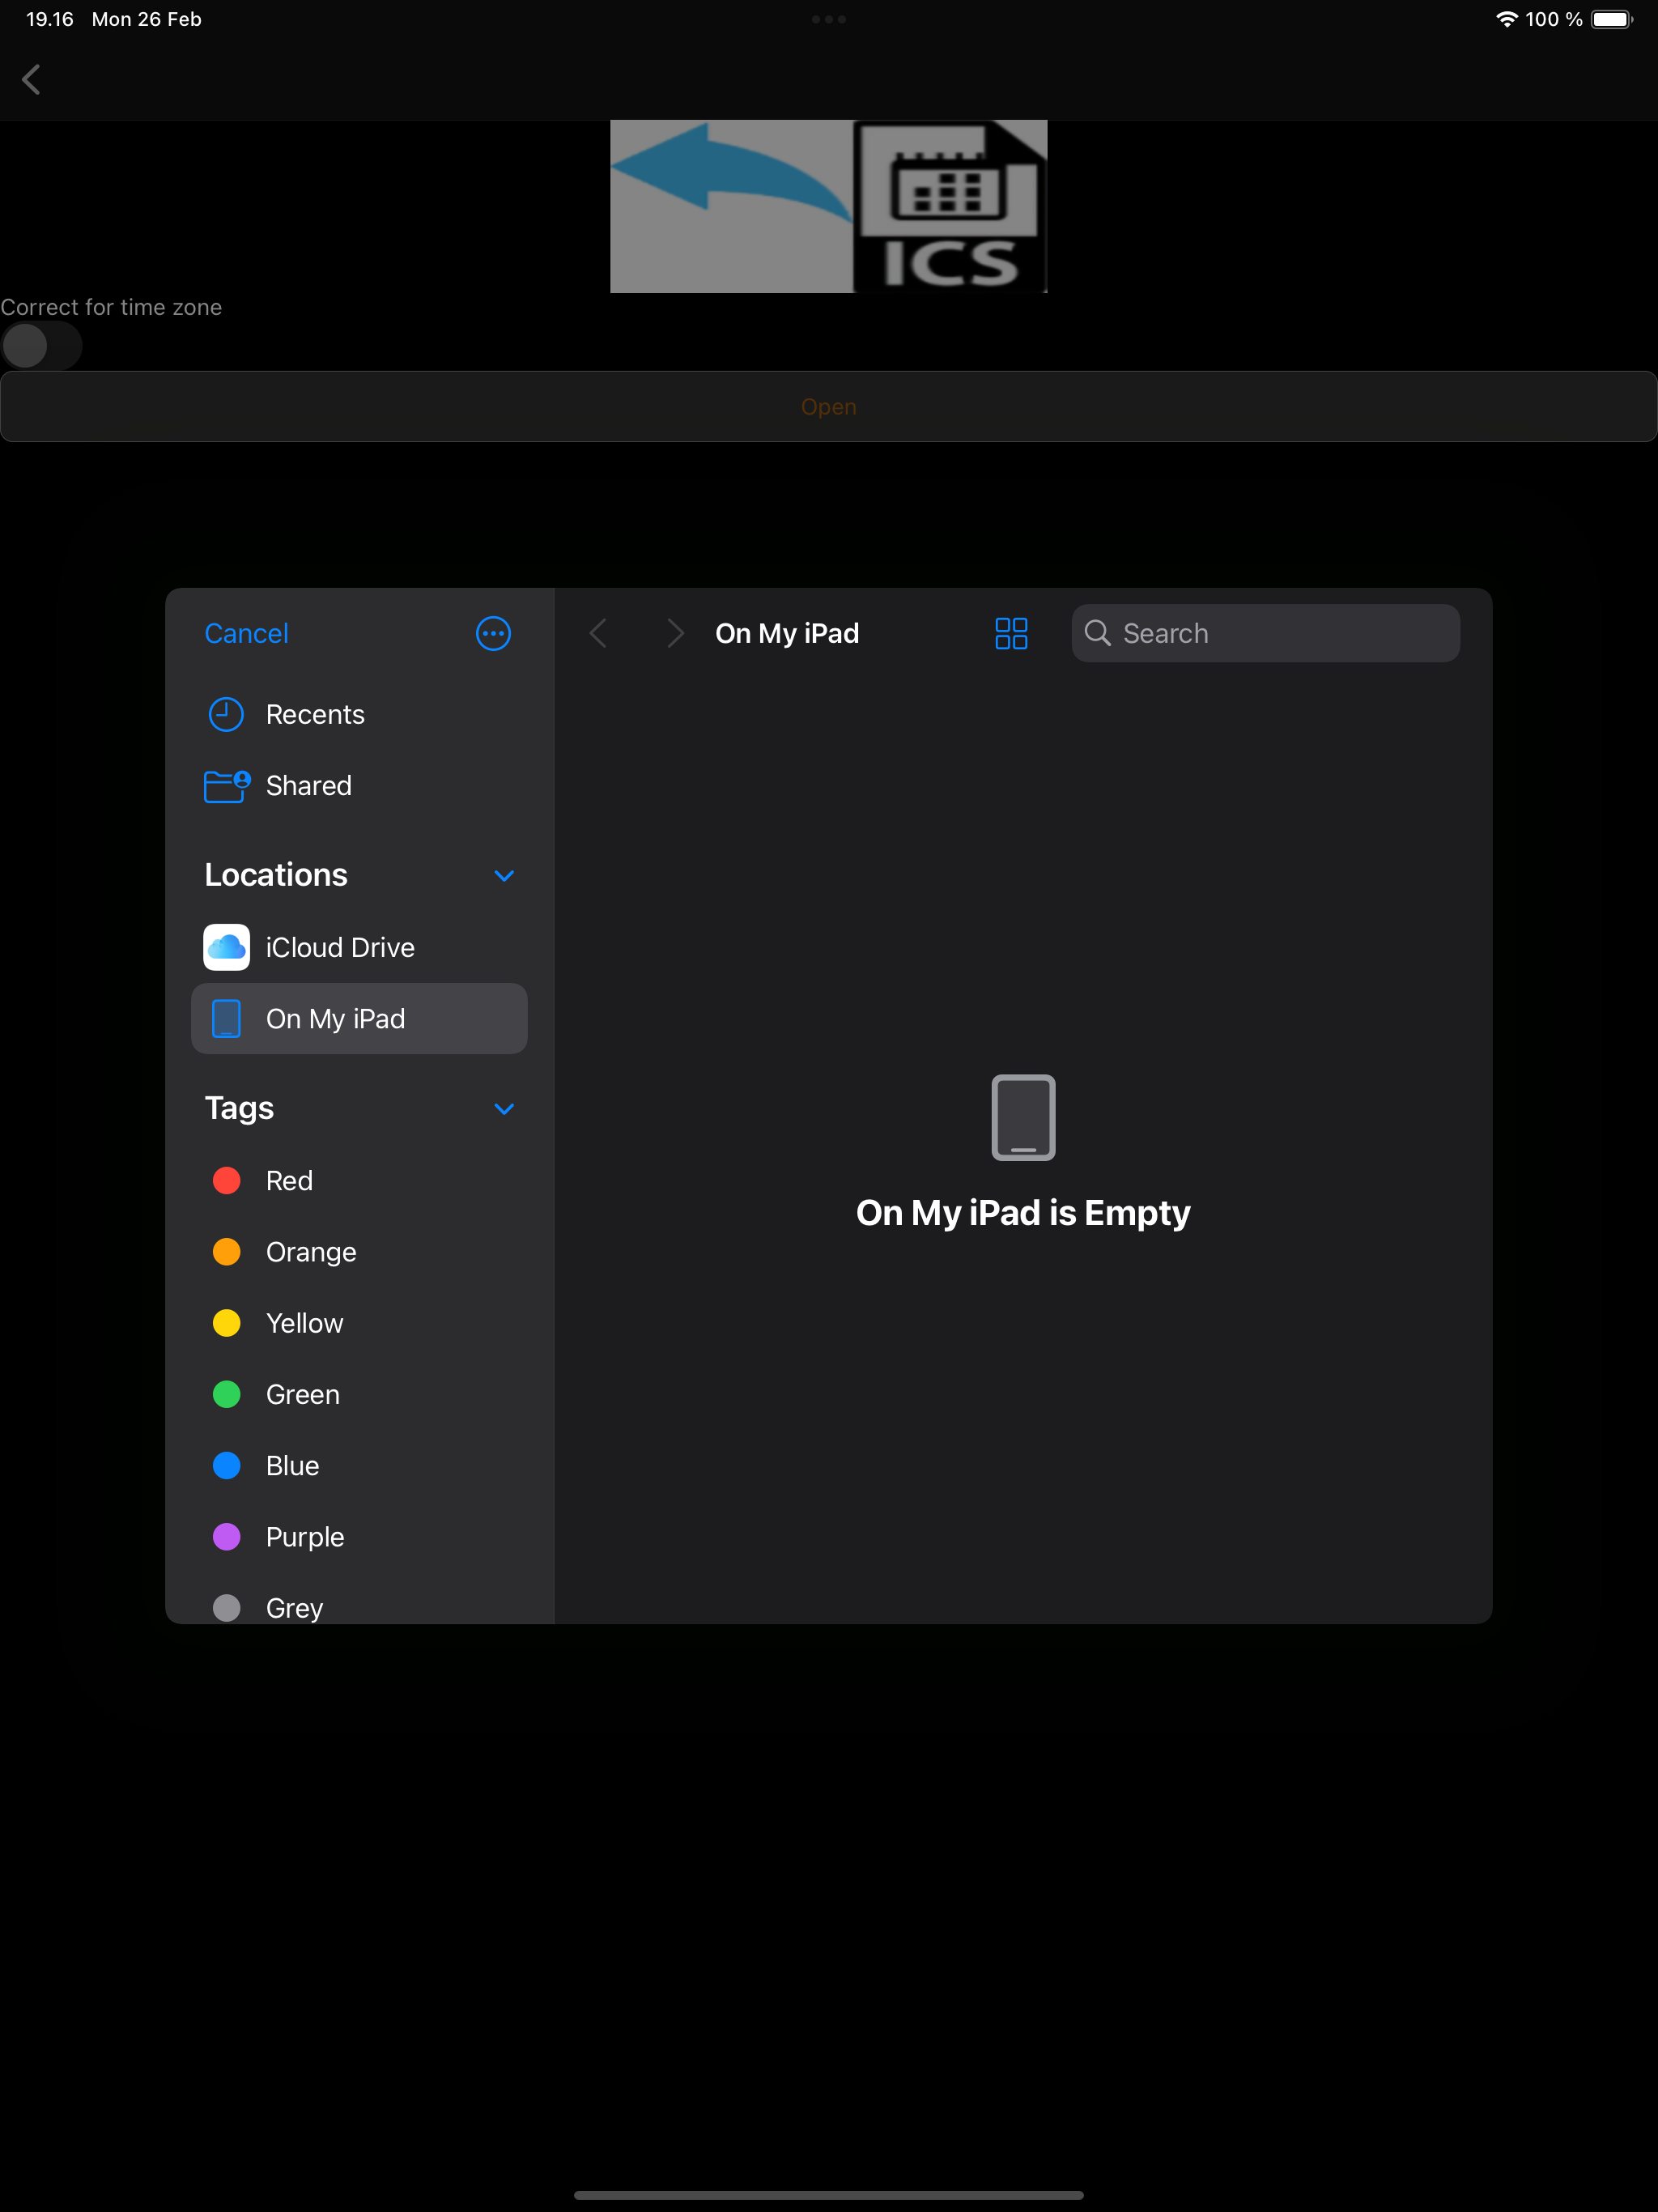 19.16 Mon 26 Feb
100 %
ICS
Correct for time zone
Open
Cancel
On My iPad
Search
Recents
Shared
Locations
iCloud Drive
On My iPad
Tags
Red
Orange
Yellow
Green
Blue
Purple
Grey
On My iPad is Empty